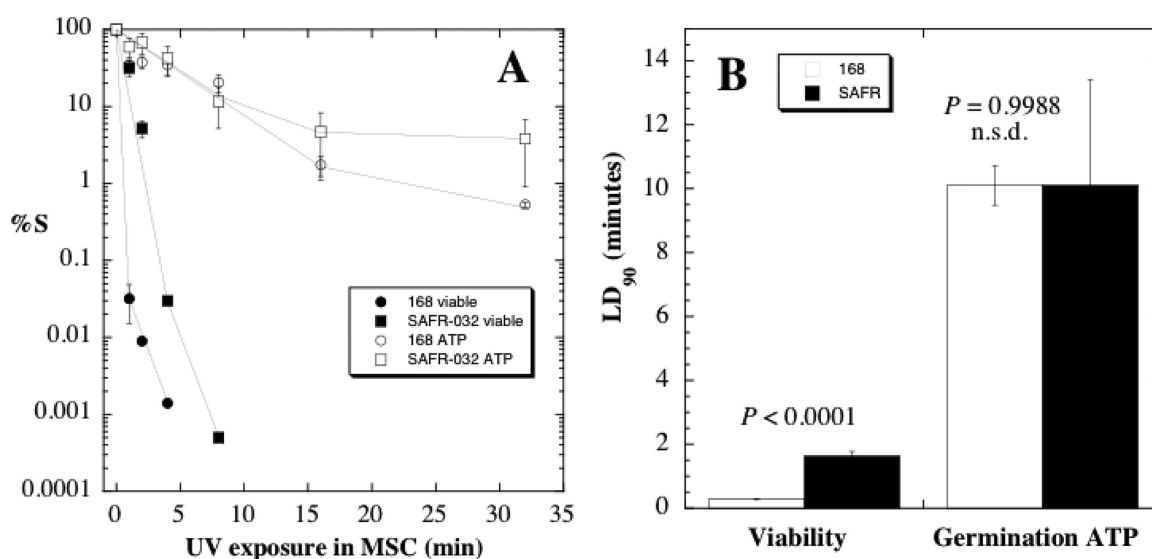 A
%S
100
10
1
0.1
0.01
0.001
0.0001
168 viable
SAFR-032 viable
168 ATP
SAFR-032 ATP
0 5 10 15 20 25 30 35
UV exposure in MSC (min)
B
LD90 (minutes)
14
12
10
8
6
4
2
0
168
SAFR
P = 0.9988
n.s.d.
P < 0.0001
Viability
Germination ATP